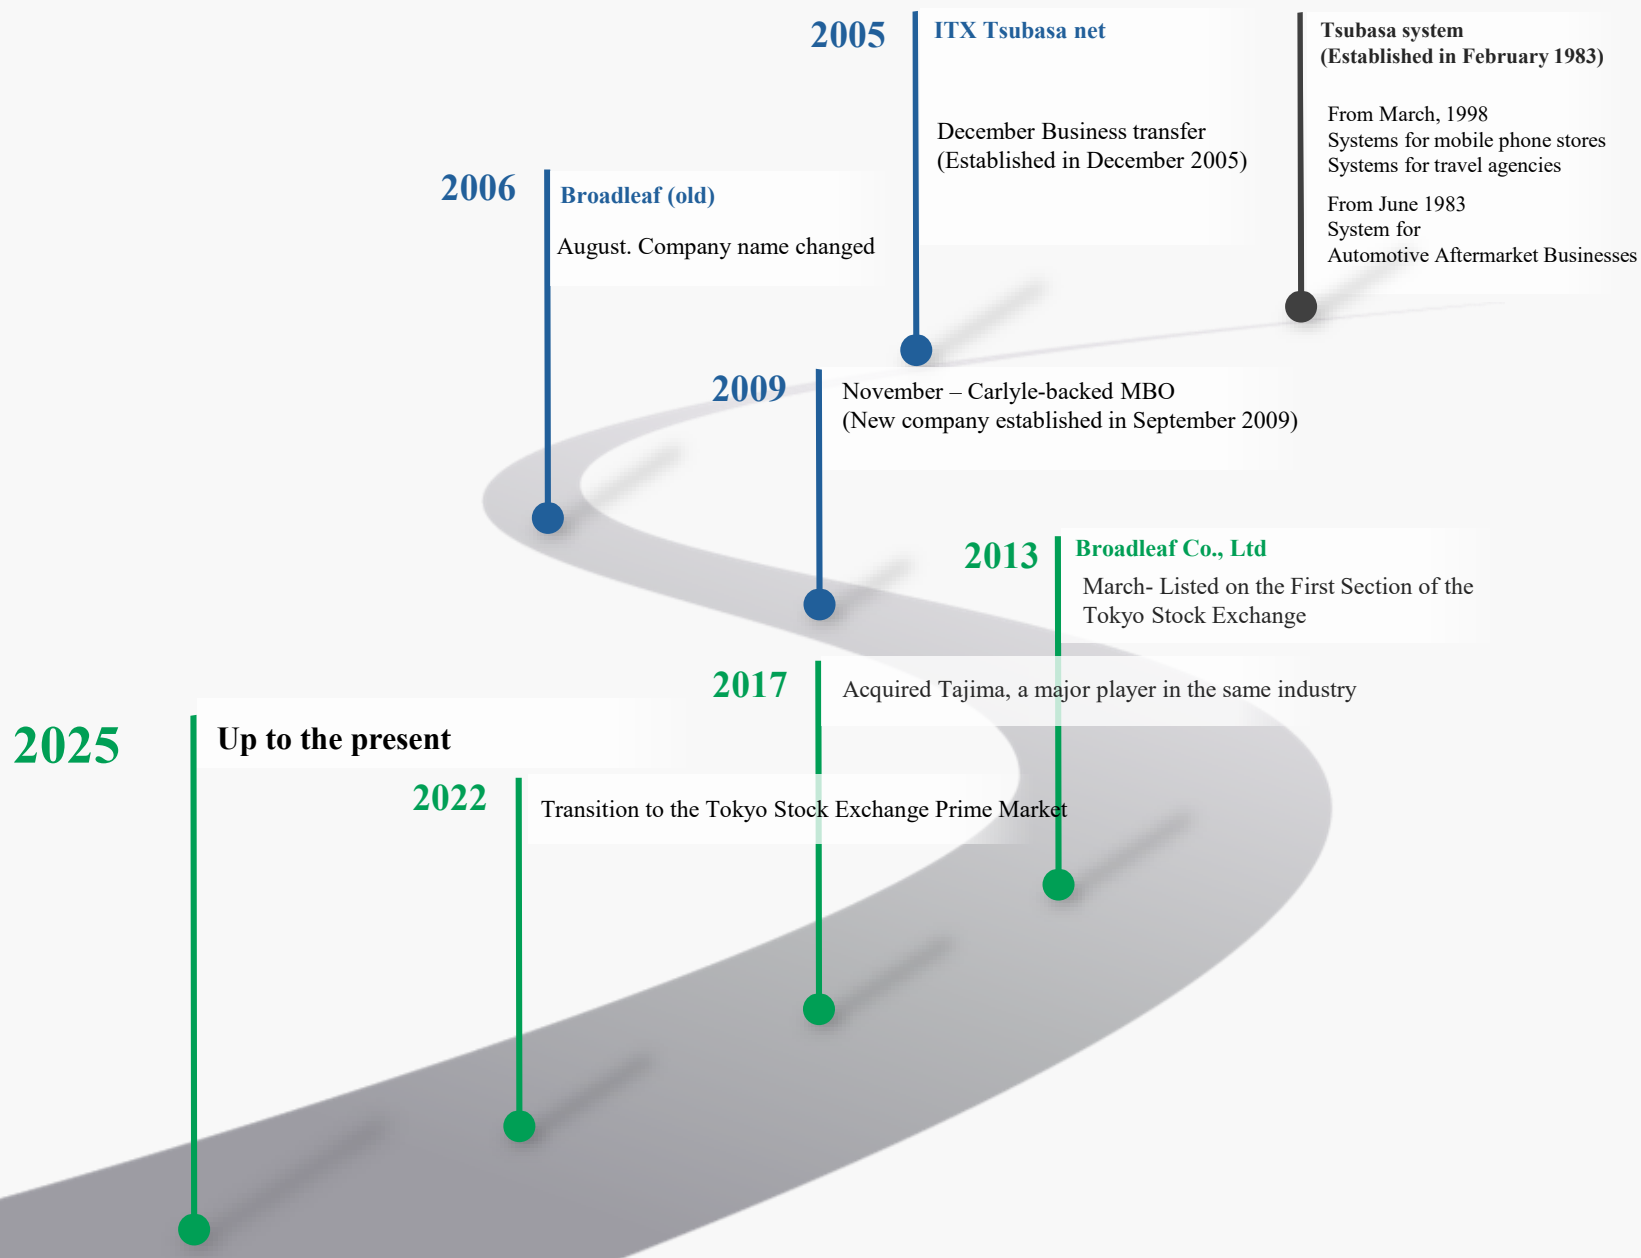 2005
ITX Tsubasa net
December Business transfer
(Established in December 2005)
Tsubasa system
(Established in February 1983)
From March, 1998
Systems for mobile phone stores
Systems for travel agencies
From June 1983
System for
Automotive Aftermarket Businesses
2006
Broadleaf (old)
August. Company name changed
2009
November – Carlyle-backed MBO
(New company established in September 2009)
2013
Broadleaf Co., Ltd
March- Listed on the First Section of the
Tokyo Stock Exchange
2017
Acquired Tajima, a major player in the same industry
2025
Up to the present
2022
Transition to the Tokyo Stock Exchange Prime Market